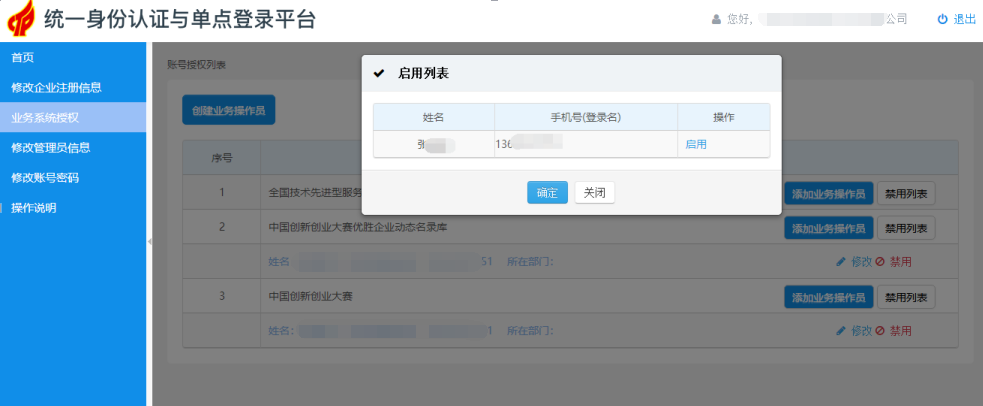 统一身份认证与单点登录平台
您好, 公司 退出
首页
修改企业注册信息
业务系统授权
修改管理员信息
修改账号密码
操作说明
账号授权列表
创建业务操作员
启用列表
姓名 手机号(登录名) 操作
张 136 启用
确定 关闭
序号
1 全国技术先进型服务 添加业务操作员 禁用列表
2 中国创新创业大赛优胜企业动态名录库 添加业务操作员 禁用列表
姓名: 51 所在部门: 修改 禁用
3 中国创新创业大赛 添加业务操作员 禁用列表
姓名: 1 所在部门: 修改 禁用